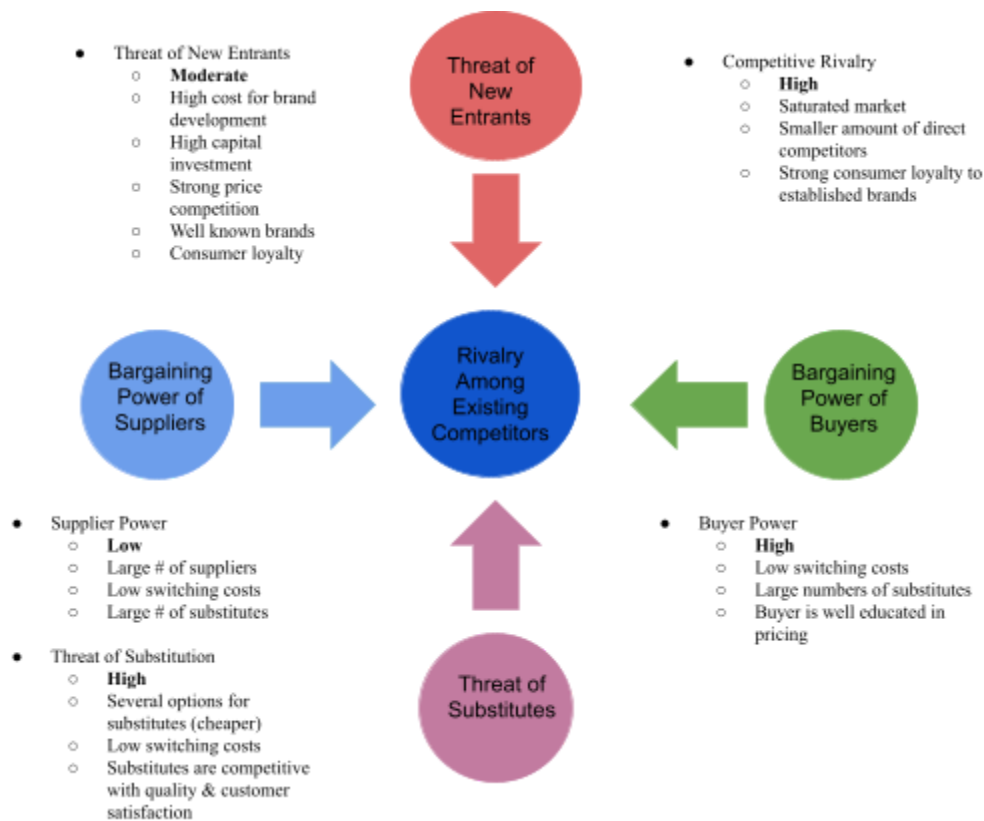 ● Threat of New Entrants
○ Moderate
○ High cost for brand
development
○ High capital
investment
○ Strong price
competition
○ Well known brands
○ Consumer loyalty
Threat of
New
Entrants
● Competitive Rivalry
○ High
○ Saturated market
○ Smaller amount of direct
competitors
○ Strong consumer loyalty to
established brands
Bargaining
Power of
Suppliers
Rivalry
Among
Existing
Competitors
Bargaining
Power of
Buyers
● Supplier Power
○ Low
○ Large # of suppliers
○ Low switching costs
○ Large # of substitutes
● Threat of Substitution
○ High
○ Several options for
substitutes (cheaper)
○ Low switching costs
○ Substitutes are competitive
with quality & customer
satisfaction
Threat of
Substitutes
● Buyer Power
○ High
○ Low switching costs
○ Large numbers of substitutes
○ Buyer is well educated in
pricing